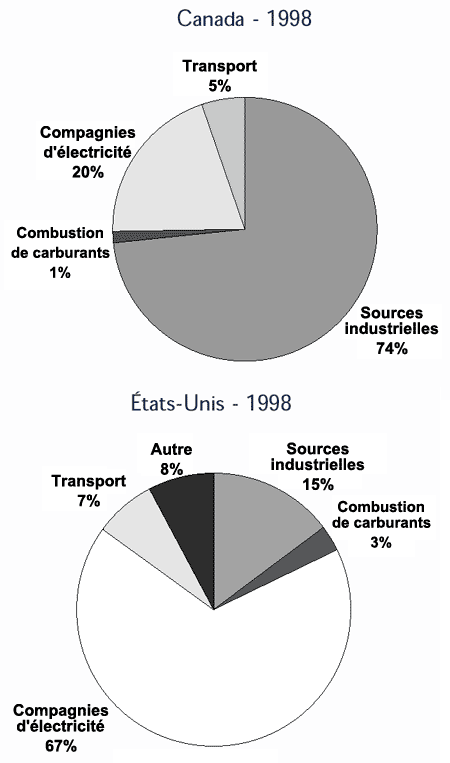 Canada - 1998
Transport
5%
Compagnies
d'électricité
20%
Combustion
de carburants
1%
Sources
industrielles
74%
États-Unis - 1998
Autre
8%
Sources
industrielles
15%
Transport
7%
Combustion
de carburants
3%
Compagnies
d'électricité
67%